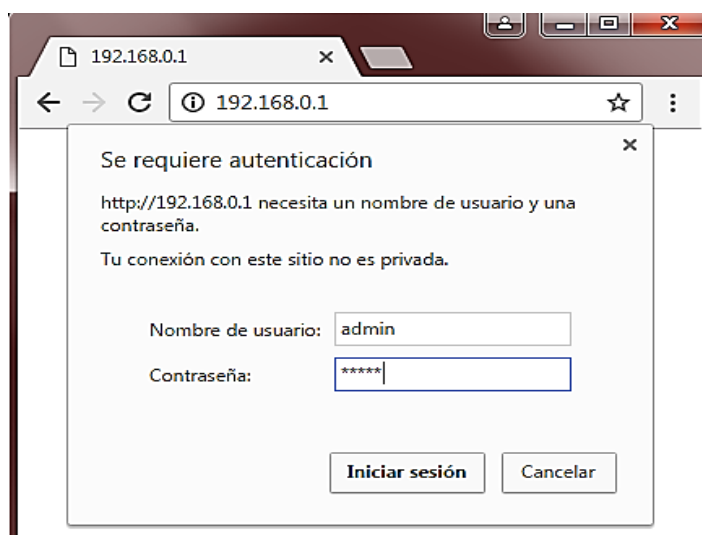 192.168.0.1
192.168.0.1
Se requiere autenticación
http://192.168.0.1 necesita un nombre de usuario y una
contraseña.
Tu conexión con este sitio no es privada.
Nombre de usuario: admin
Contraseña: *****
Iniciar sesión Cancelar